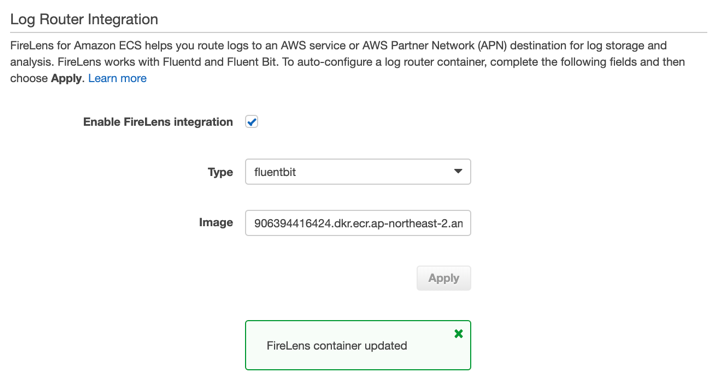 Log Router Integration
FireLens for Amazon ECS helps you route logs to an AWS service or AWS Partner Network (APN) destination for log storage and
analysis. FireLens works with Fluentd and Fluent Bit. To auto-configure a log router container, complete the following fields and then
choose Apply. Learn more
Enable FireLens integration
Type fluentbit
Image 906394416424.dkr.ecr.ap-northeast-2.am
Apply
FireLens container updated